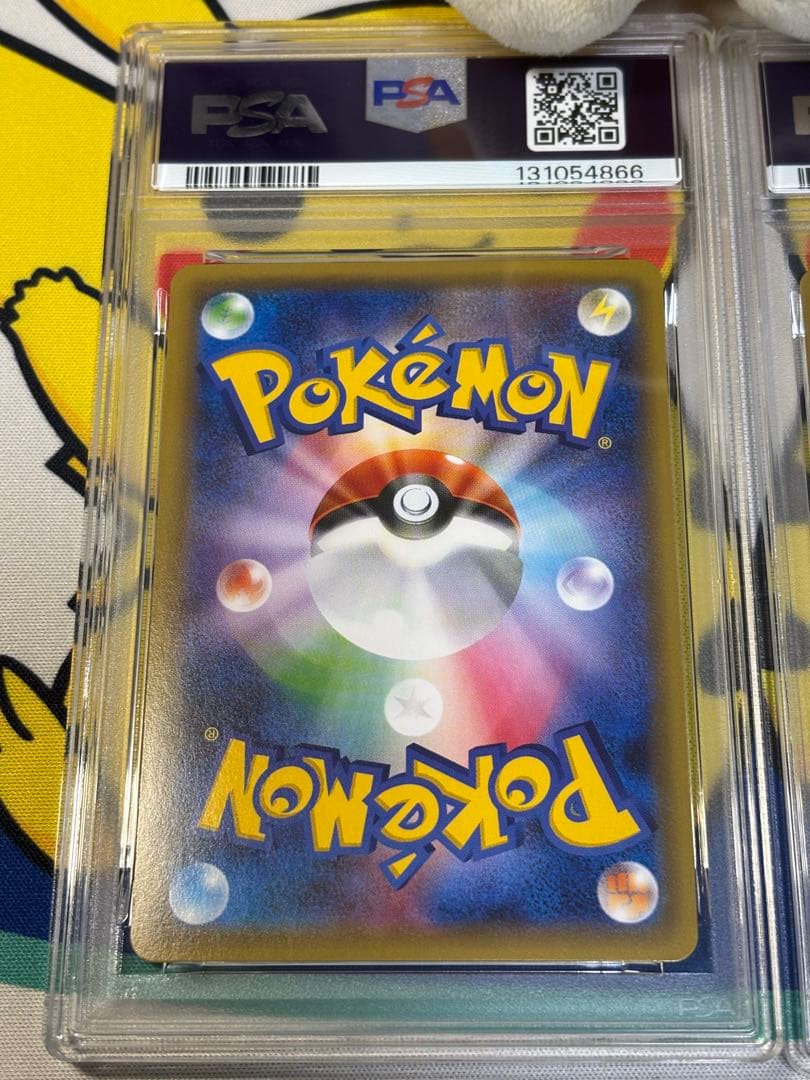 PSA PSA
131054866
POKéMON
®
®
POKéMON
PSA